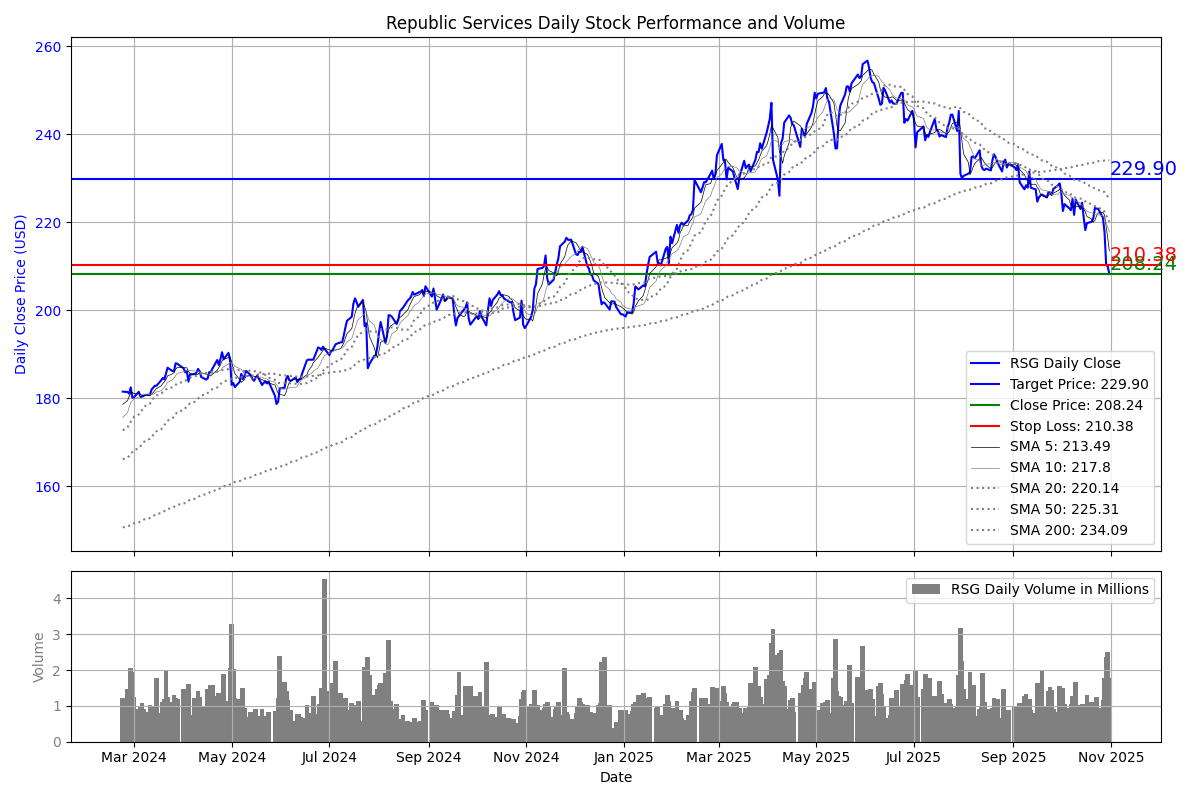 Republic Services Daily Stock Performance and Volume
Daily Close Price (USD)
260
240
220
200
180
160
229.90
210.38
208.24
RSG Daily Close
Target Price: 229.90
Close Price: 208.24
Stop Loss: 210.38
SMA 5: 213.49
SMA 10: 217.8
SMA 20: 220.14
SMA 50: 225.31
SMA 200: 234.09
Volume
4
3
2
1
0
RSG Daily Volume in Millions
Mar 2024 May 2024 Jul 2024 Sep 2024 Nov 2024 Jan 2025 Mar 2025 May 2025 Jul 2025 Sep 2025 Nov 2025
Date